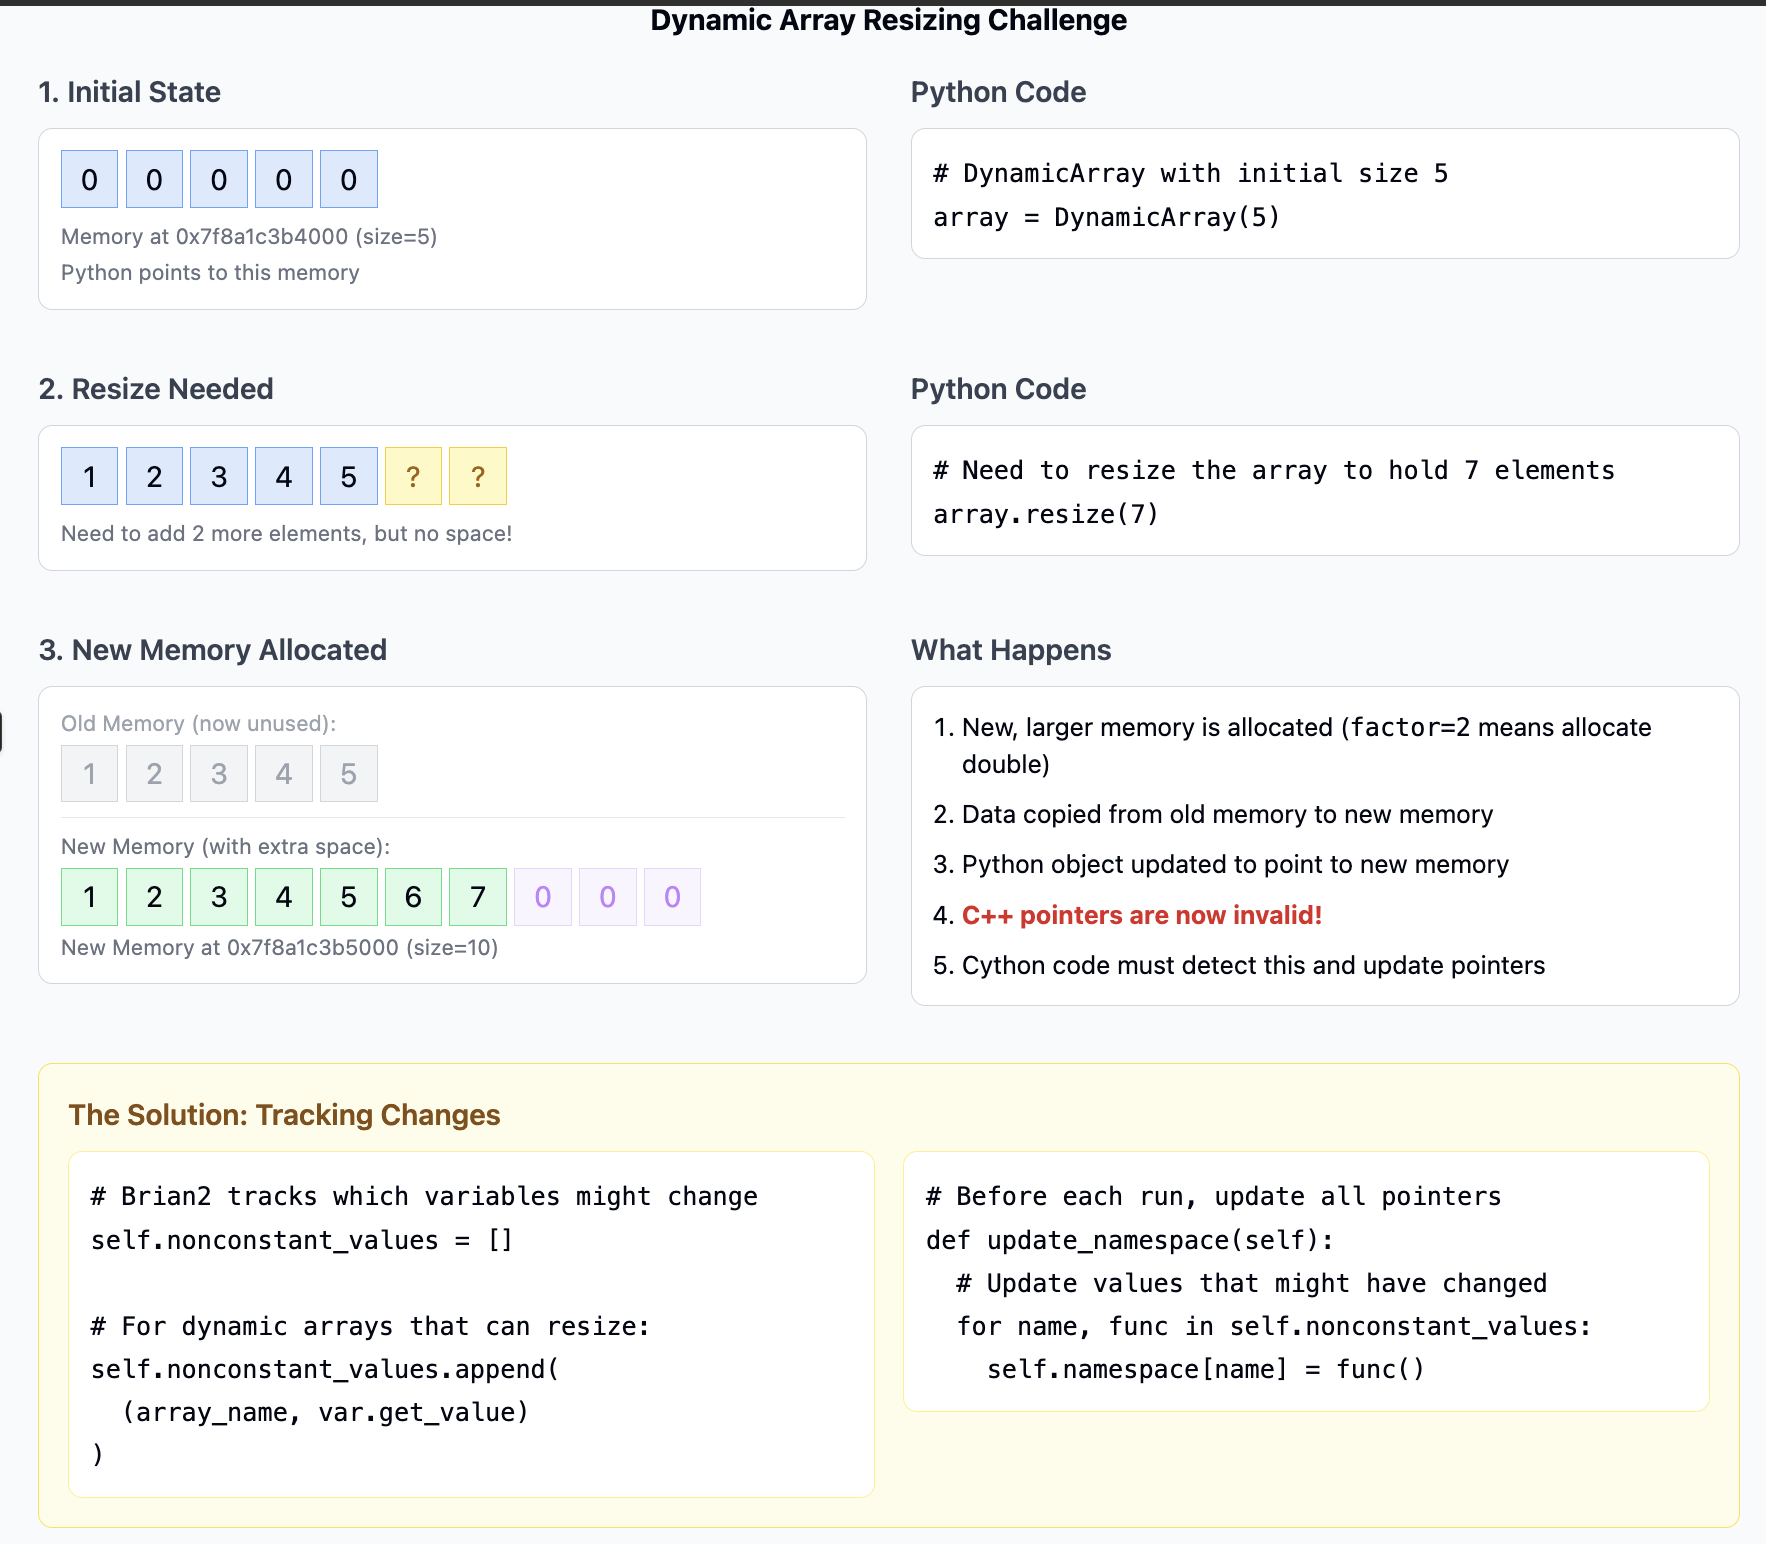 Dynamic Array Resizing Challenge
1. Initial State
0 0 0 0 0
Memory at 0x7f8a1c3b4000 (size=5)
Python points to this memory
Python Code
# DynamicArray with initial size 5
array = DynamicArray(5)
2. Resize Needed
1 2 3 4 5 ? ?
Need to add 2 more elements, but no space!
Python Code
# Need to resize the array to hold 7 elements
array.resize(7)
3. New Memory Allocated
Old Memory (now unused):
1 2 3 4 5
New Memory (with extra space):
1 2 3 4 5 6 7 0 0 0
New Memory at 0x7f8a1c3b5000 (size=10)
What Happens
1. New, larger memory is allocated (factor=2 means allocate
double)
2. Data copied from old memory to new memory
3. Python object updated to point to new memory
4. C++ pointers are now invalid!
5. Cython code must detect this and update pointers
The Solution: Tracking Changes
# Brian2 tracks which variables might change
self.nonconstant_values = []
# For dynamic arrays that can resize:
self.nonconstant_values.append(
(array_name, var.get_value)
)
# Before each run, update all pointers
def update_namespace(self):
# Update values that might have changed
for name, func in self.nonconstant_values:
self.namespace[name] = func()